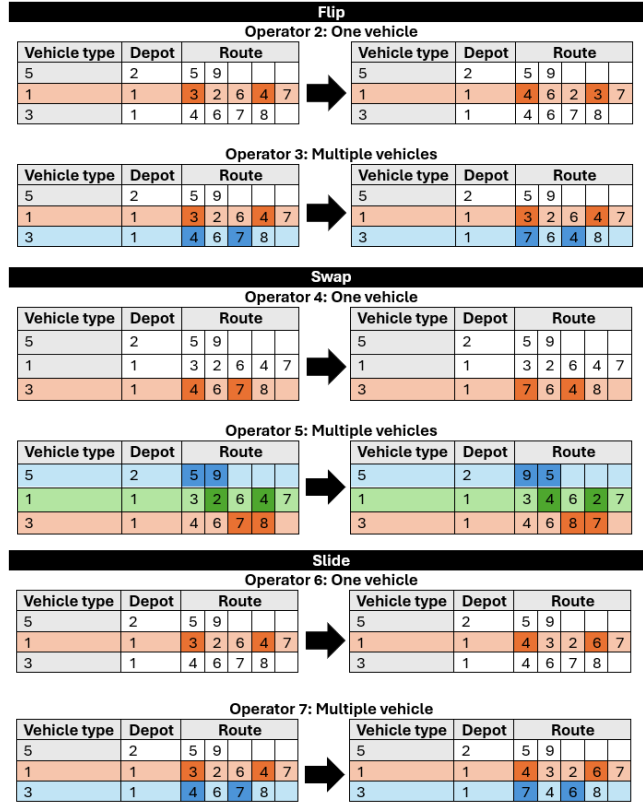 Flip
Operator 2: One vehicle
Vehicle type Depot Route Vehicle type Depot Route
5 2 5 9 5 2 5 9
1 1 3 2 6 4 7 1 1 4 6 2 3 7
3 1 4 6 7 8 3 1 4 6 7 8
Operator 3: Multiple vehicles
Vehicle type Depot Route Vehicle type Depot Route
5 2 5 9 5 2 5 9
1 1 3 2 6 4 7 1 1 3 2 6 4 7
3 1 4 6 7 8 3 1 7 6 4 8
Swap
Operator 4: One vehicle
Vehicle type Depot Route Vehicle type Depot Route
5 2 5 9 5 2 5 9
1 1 3 2 6 4 7 1 1 3 2 6 4 7
3 1 4 6 7 8 3 1 7 6 4 8
Operator 5: Multiple vehicles
Vehicle type Depot Route Vehicle type Depot Route
5 2 5 9 5 2 9 5
1 1 3 2 6 4 7 1 1 3 4 6 2 7
3 1 4 6 7 8 3 1 4 6 8 7
Slide
Operator 6: One vehicle
Vehicle type Depot Route Vehicle type Depot Route
5 2 5 9 5 2 5 9
1 1 3 2 6 4 7 1 1 4 3 2 6 7
3 1 4 6 7 8 3 1 4 6 7 8
Operator 7: Multiple vehicle
Vehicle type Depot Route Vehicle type Depot Route
5 2 5 9 5 2 5 9
1 1 3 2 6 4 7 1 1 4 3 2 6 7
3 1 4 6 7 8 3 1 7 4 6 8